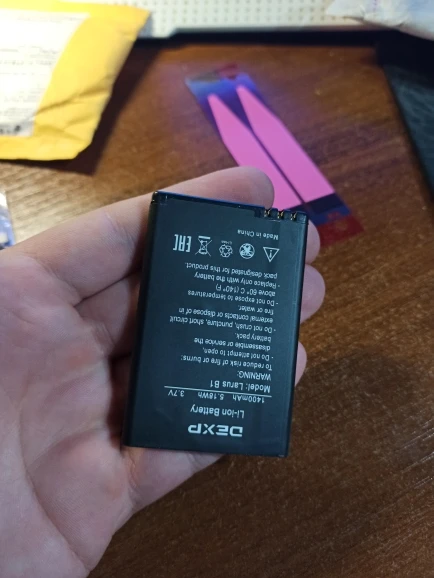 DEXP
Li-ion Battery
1400mAh 5.18Wh 3.7V
Model: Larus B1
WARNING:
To reduce risk of fire or burns:
- Do not attempt to open,
disassemble or service the
battery pack
- Do not crush, puncture, short circuit
external contacts or dispose of in
fire or water.
- Do not expose to temperatures
above 60° C (140° F)
- Replace only with the battery
pack designated for this product.
EAC
Made in China